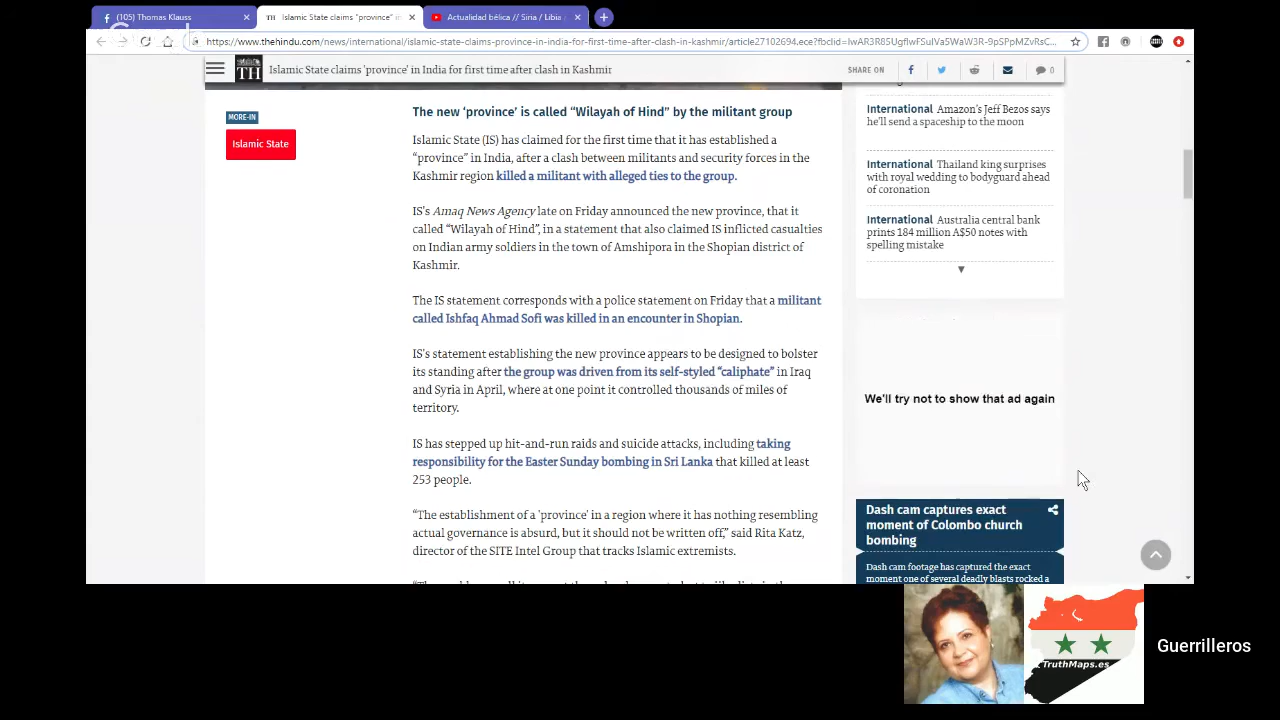 (105) Thomas Klauss
TH Islamic State claims "province" in
Actualidad bélica // Siria / Libia
https://www.thehindu.com/news/international/islamic-state-claims-province-in-india-for-first-time-after-clash-in-kashmir/article27102694.ece?fbclid=IwAR3R85UgflwFSuIVa5WaW3R-9pSPpMZvRsC...
TH Islamic State claims 'province' in India for first time after clash in Kashmir
SHARE ON
0
The new ‘province’ is called “Wilayah of Hind” by the militant group
MORE-IN
Islamic State
Islamic State (IS) has claimed for the first time that it has established a
“province” in India, after a clash between militants and security forces in the
Kashmir region killed a militant with alleged ties to the group.
IS's Amaq News Agency late on Friday announced the new province, that it
called “Wilayah of Hind”, in a statement that also claimed IS inflicted casualties
on Indian army soldiers in the town of Amshipora in the Shopian district of
Kashmir.
The IS statement corresponds with a police statement on Friday that a militant
called Ishfaq Ahmad Sofi was killed in an encounter in Shopian.
IS's statement establishing the new province appears to be designed to bolster
its standing after the group was driven from its self-styled “caliphate” in Iraq
and Syria in April, where at one point it controlled thousands of miles of
territory.
IS has stepped up hit-and-run raids and suicide attacks, including taking
responsibility for the Easter Sunday bombing in Sri Lanka that killed at least
253 people.
“The establishment of a 'province' in a region where it has nothing resembling
actual governance is absurd, but it should not be written off,” said Rita Katz,
director of the SITE Intel Group that tracks Islamic extremists.
International Amazon's Jeff Bezos says
he'll send a spaceship to the moon
International Thailand king surprises
with royal wedding to bodyguard ahead
of coronation
International Australia central bank
prints 184 million A$50 notes with
spelling mistake
We'll try not to show that ad again
Dash cam captures exact
moment of Colombo church
bombing
Dash cam footage has captured the exact
moment one of several deadly blasts rocked a
TruthMaps.es
Guerrilleros